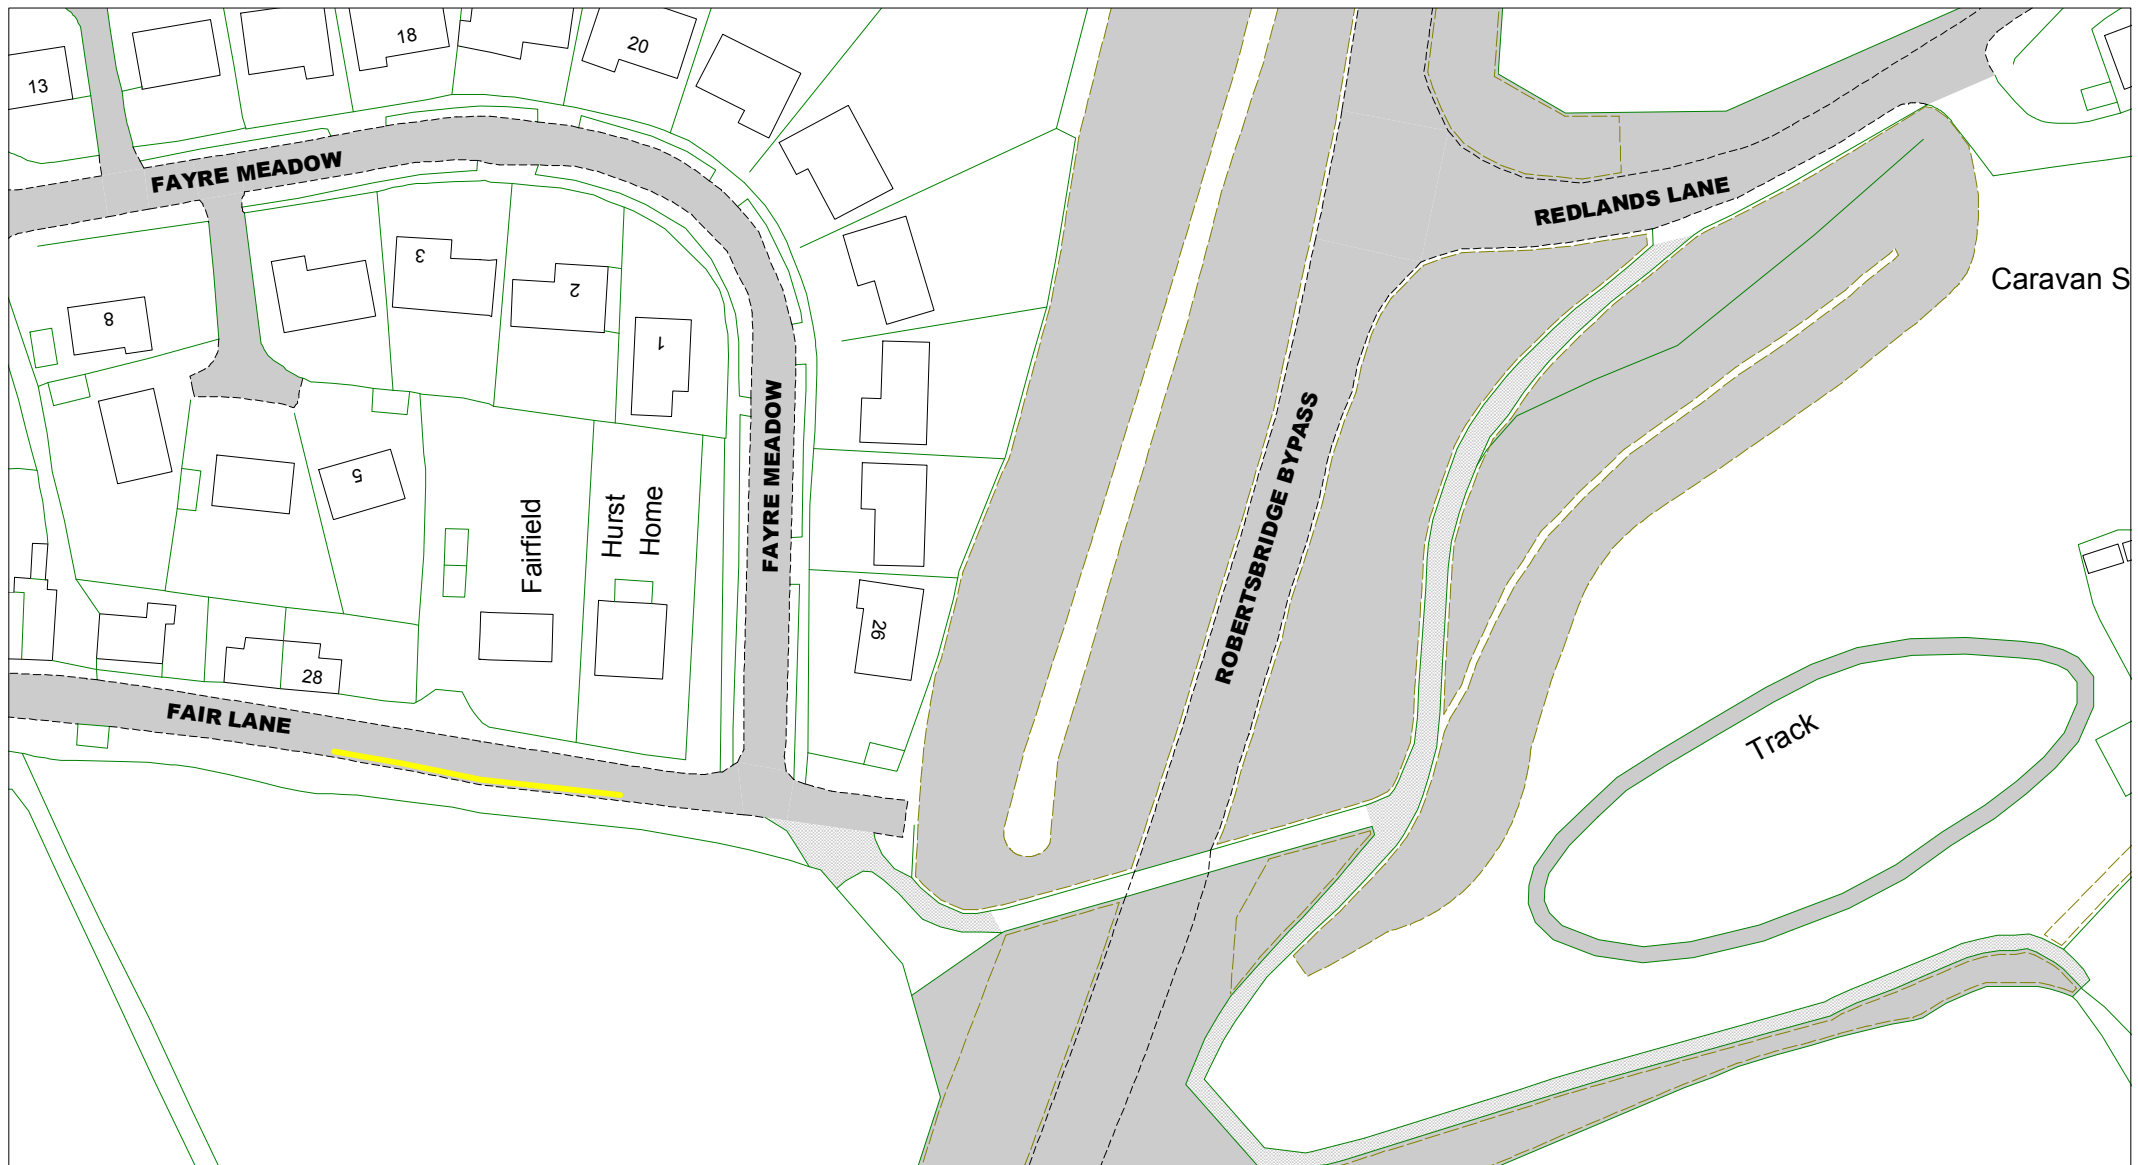 18
20
13
FAYRE MEADOW
REDLANDS LANE
3
2
8
1
Caravan S
FAYRE MEADOW
ROBERTSBRIDGE BYPASS
5
Fairfield
Hurst
Home
26
28
FAIR LANE
Track